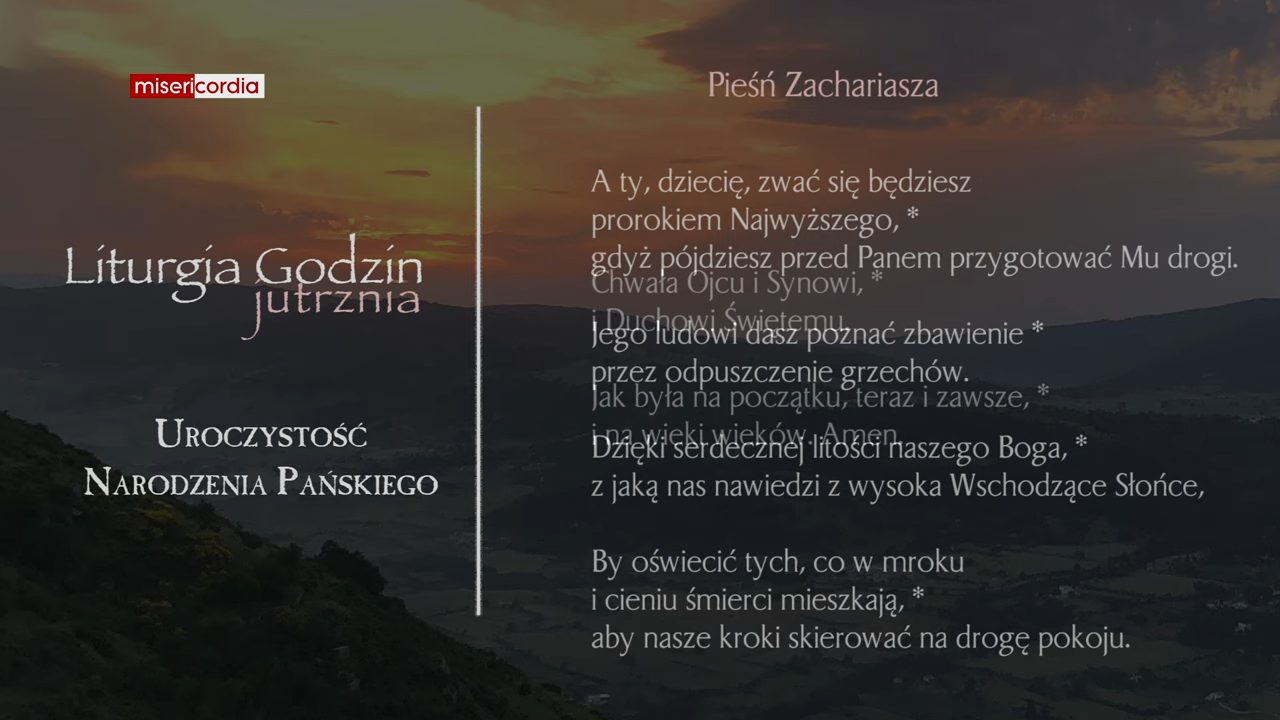 misericordia
Liturgia Godzin
jutrznia
Uroczystość
Narodzenia Pańskiego
Pieśń Zachariasza
A ty, dziecię, zwać się będziesz
prorokiem Najwyższego, *
gdyż pójdziesz przed Panem przygotować Mu drogi.
Chwała Ojcu i Synowi, *
i Duchowi Świętemu.
Jego ludowi dasz poznać zbawienie *
przez odpuszczenie grzechów.
Jak była na początku, teraz i zawsze, *
i na wieki wieków. Amen.
Dzięki serdecznej litości naszego Boga, *
z jaką nas nawiedzi z wysoka Wschodzące Słońce,
By oświecić tych, co w mroku
i cieniu śmierci mieszkają, *
aby nasze kroki skierować na drogę pokoju.